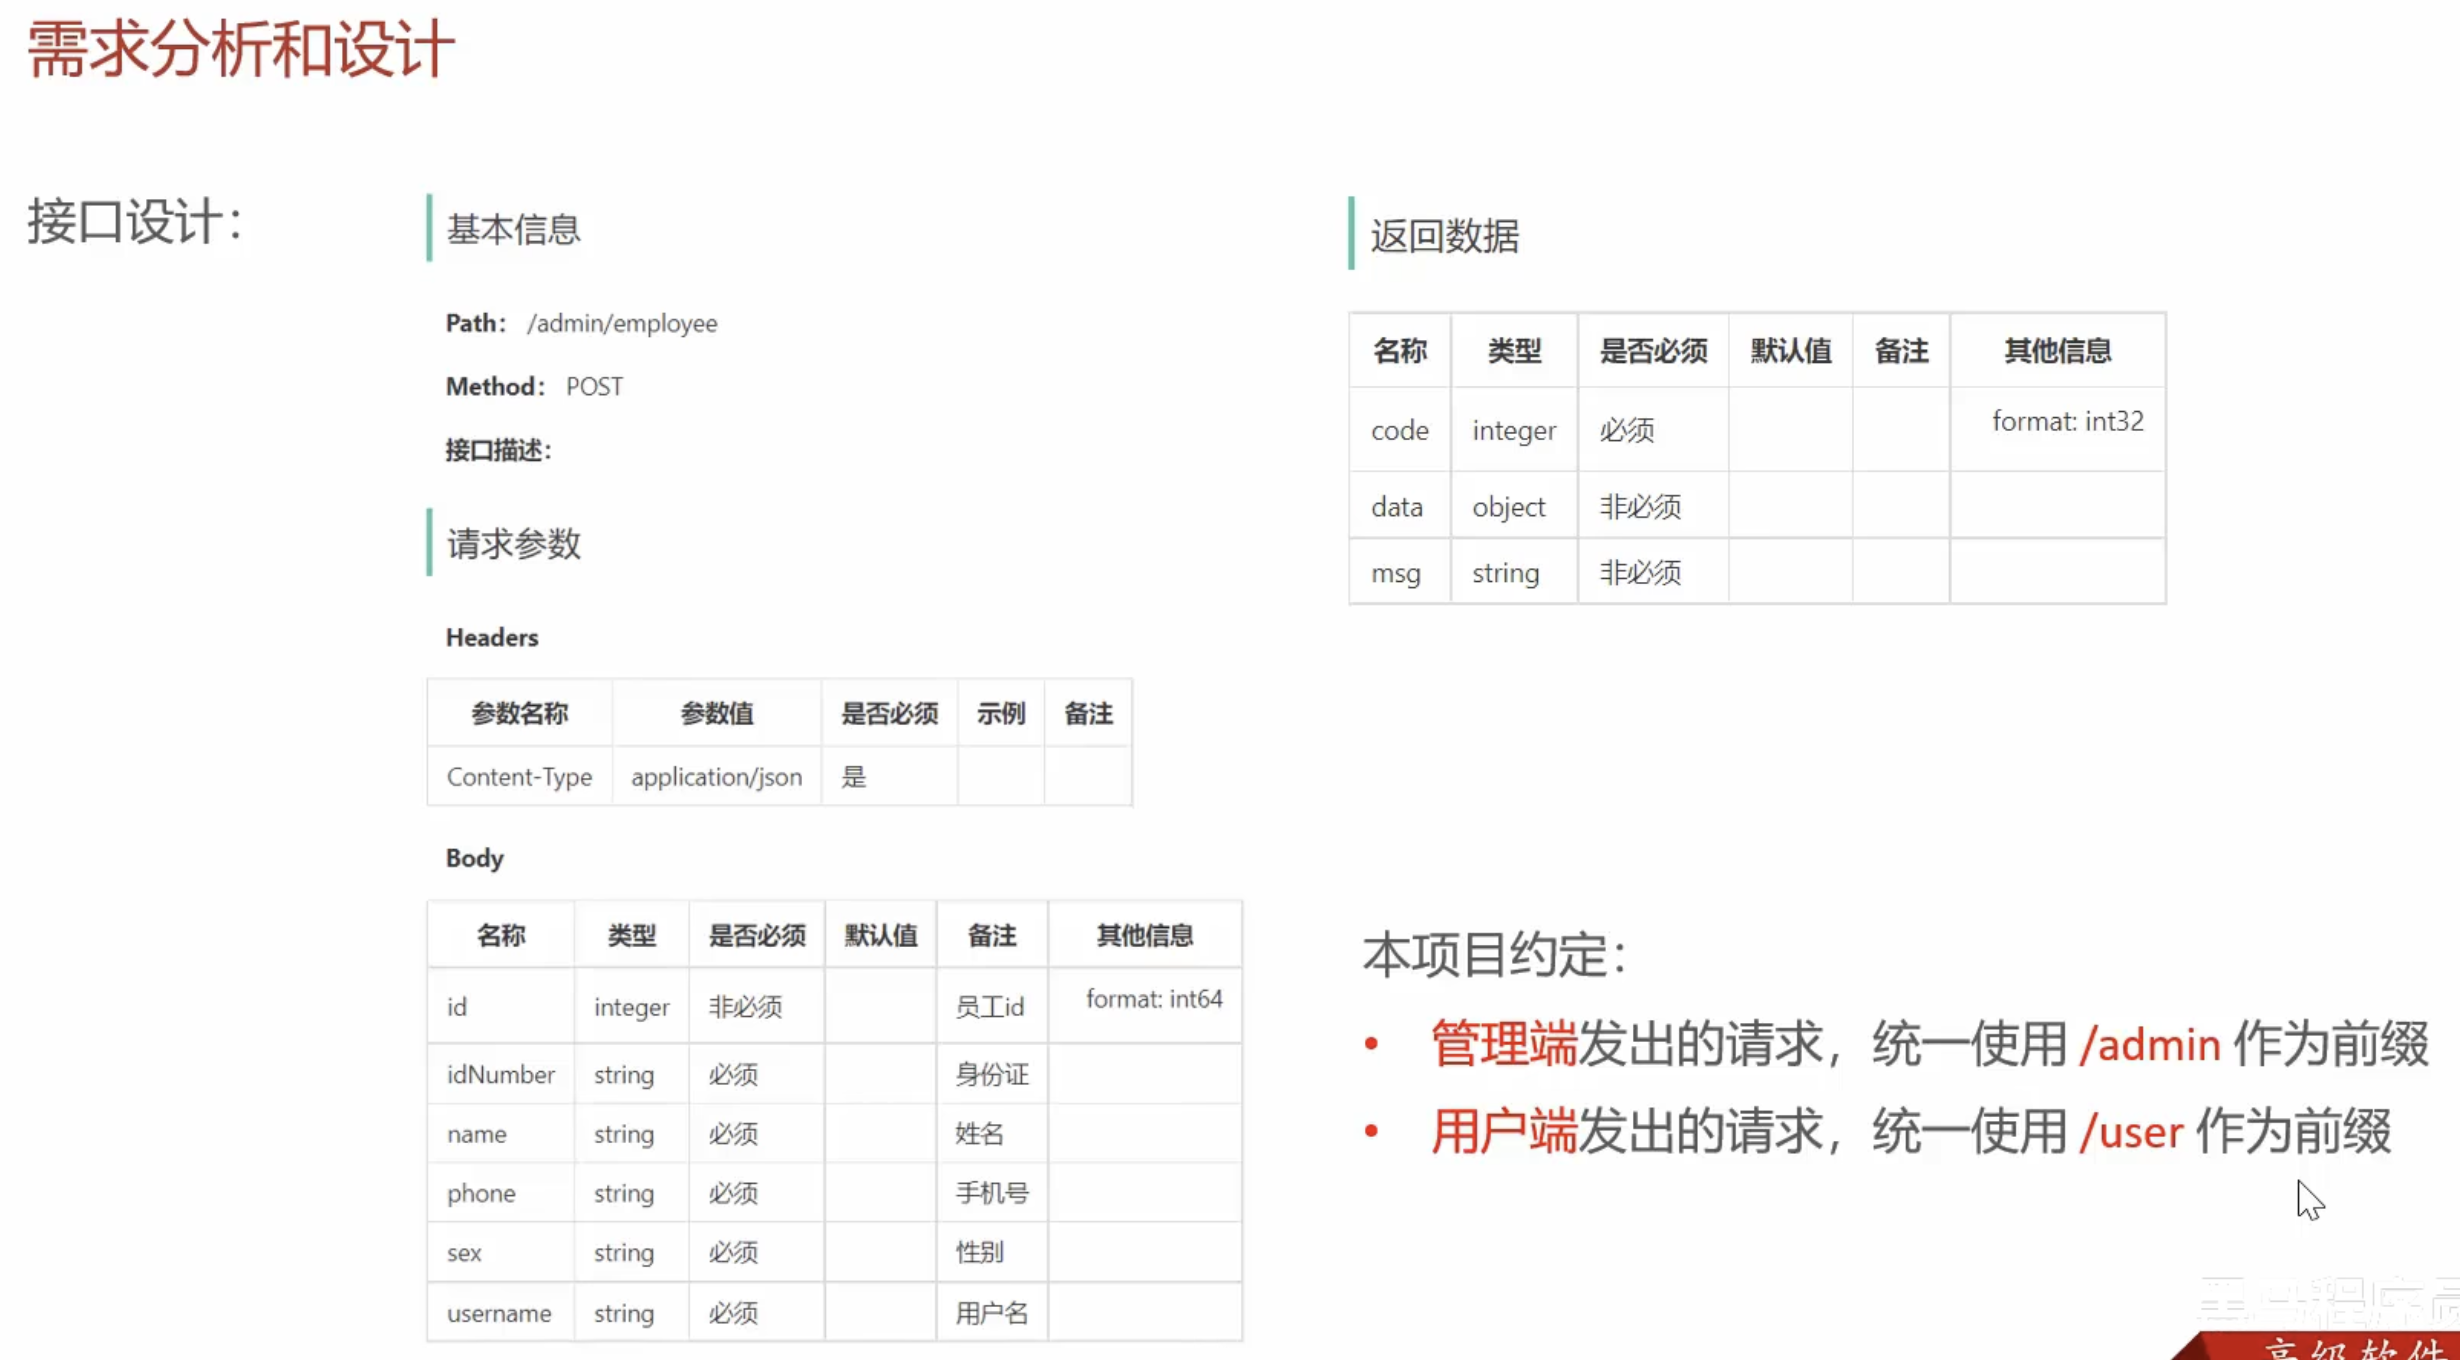 需求分析和设计
接口设计：
基本信息
Path： /admin/employee
Method： POST
接口描述：
请求参数
Headers
参数名称 参数值 是否必须 示例 备注
Content-Type application/json 是
Body
名称 类型 是否必须 默认值 备注 其他信息
id integer 非必须 员工id format: int64
idNumber string 必须 身份证
name string 必须 姓名
phone string 必须 手机号
sex string 必须 性别
username string 必须 用户名
返回数据
名称 类型 是否必须 默认值 备注 其他信息
code integer 必须 format: int32
data object 非必须
msg string 非必须
本项目约定：
• 管理端发出的请求，统一使用 /admin 作为前缀
• 用户端发出的请求，统一使用 /user 作为前缀
黑马程序员
高级软件